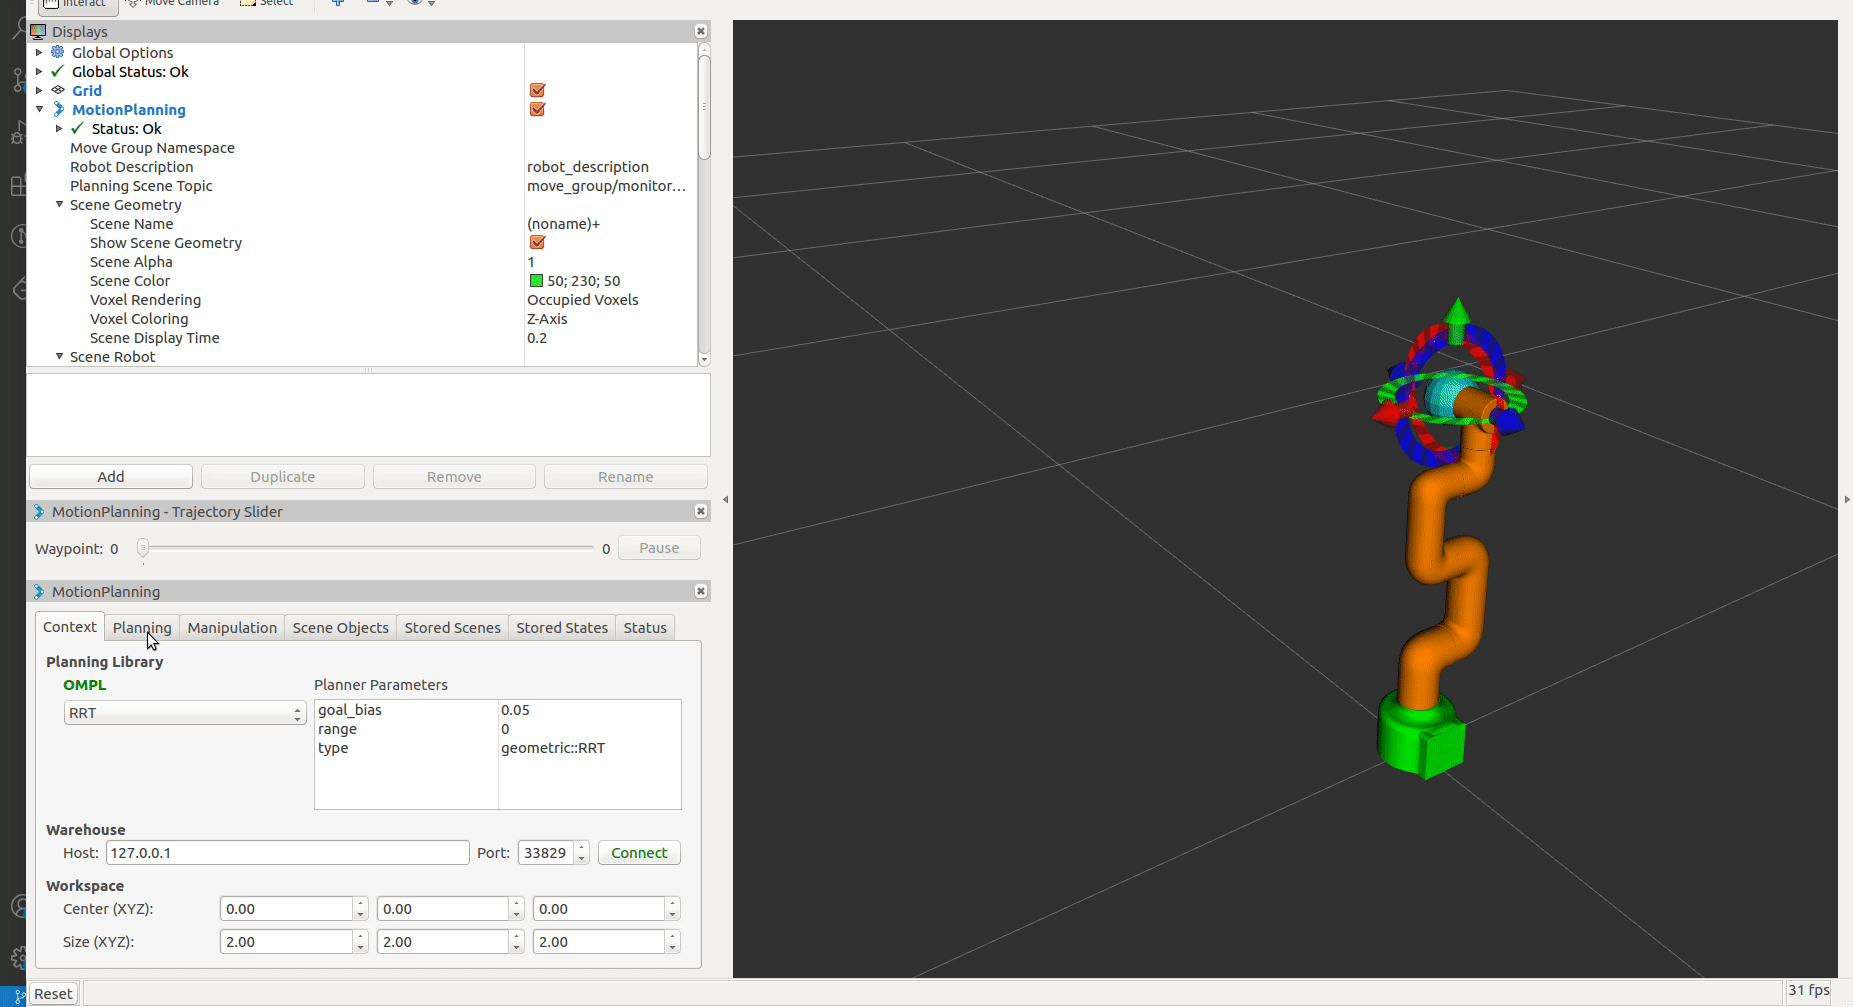 Interact Move Camera Select
Displays
Global Options
Global Status: Ok
Grid
MotionPlanning
Status: Ok
Move Group Namespace
Robot Description robot_description
Planning Scene Topic move_group/monitor...
Scene Geometry
Scene Name (noname)+
Show Scene Geometry
Scene Alpha 1
Scene Color 50; 230; 50
Voxel Rendering Occupied Voxels
Voxel Coloring Z-Axis
Scene Display Time 0.2
Scene Robot
Add Duplicate Remove Rename
MotionPlanning - Trajectory Slider
Waypoint: 0 0 Pause
MotionPlanning
Context Planning Manipulation Scene Objects Stored Scenes Stored States Status
Planning Library
OMPL Planner Parameters
RRT
goal_bias 0.05
range 0
type geometric::RRT
Warehouse
Host: 127.0.0.1 Port: 33829 Connect
Workspace
Center (XYZ): 0.00 0.00 0.00
Size (XYZ): 2.00 2.00 2.00
Reset 31 fps